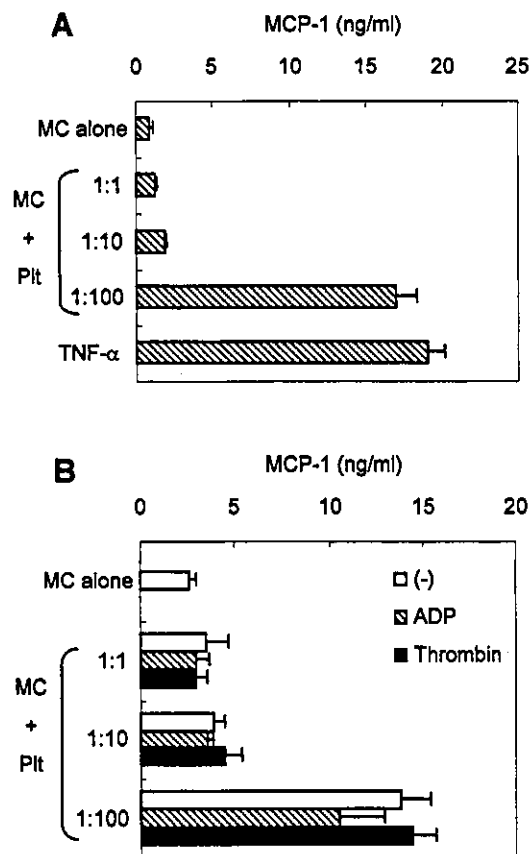 A
MCP-1 (ng/ml)
0 5 10 15 20 25
MC alone
1:1
MC
+
Plt
1:10
1:100
TNF-α
B
MCP-1 (ng/ml)
0 5 10 15 20
MC alone
(-)
ADP
Thrombin
1:1
MC
+
Plt
1:10
1:100